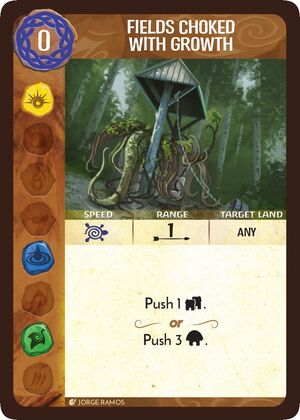 0
FIELDS CHOKED
WITH GROWTH
SPEED RANGE TARGET LAND
1 ANY
Push 1 .
or
Push 3 .
JORGE RAMOS